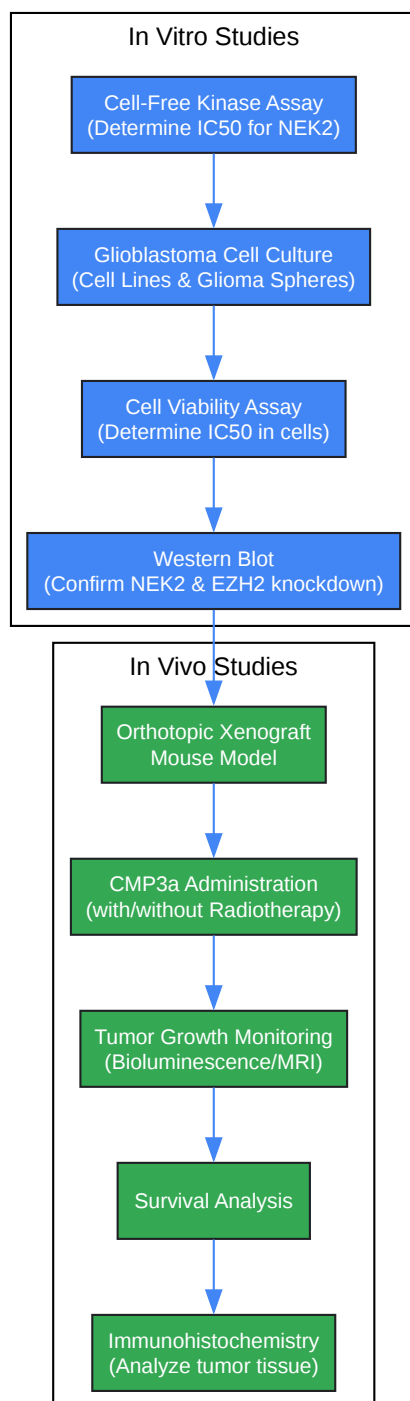 In Vitro Studies
Cell-Free Kinase Assay
(Determine IC50 for NEK2)
Glioblastoma Cell Culture
(Cell Lines & Glioma Spheres)
Cell Viability Assay
(Determine IC50 in cells)
Western Blot
(Confirm NEK2 & EZH2 knockdown)
In Vivo Studies
Orthotopic Xenograft
Mouse Model
CMP3a Administration
(with/without Radiotherapy)
Tumor Growth Monitoring
(Bioluminescence/MRI)
Survival Analysis
Immunohistochemistry
(Analyze tumor tissue)